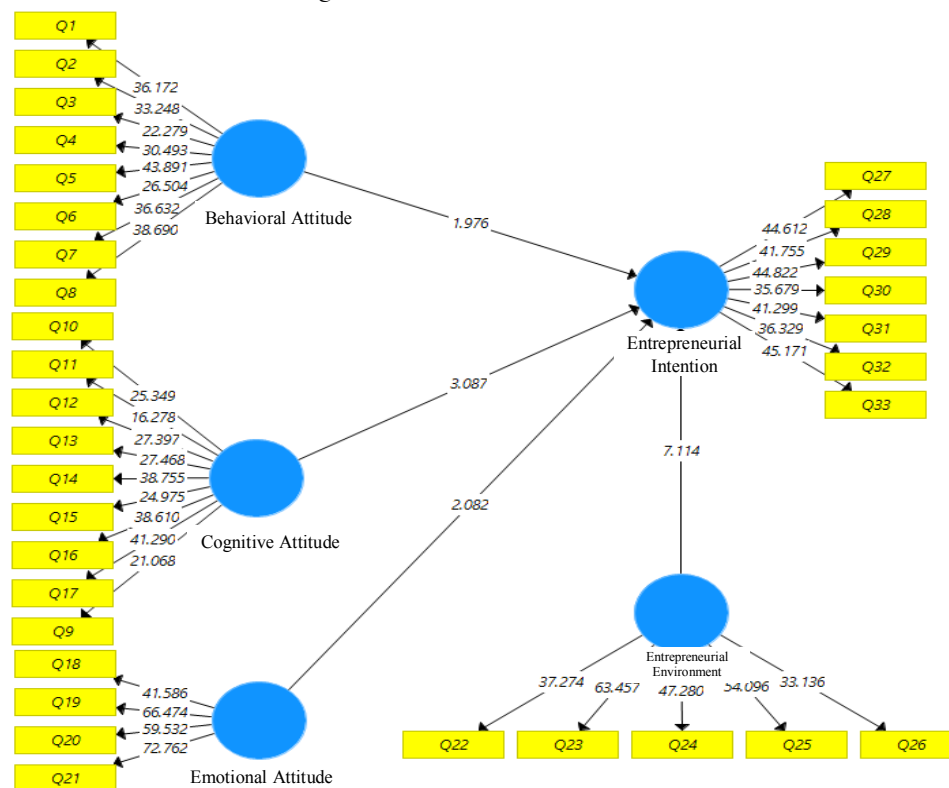 Q1
Q2
Q3
Q4
Q5
Q6
Q7
Q8
36.172
33.248
22.279
30.493
43.891
26.504
36.632
38.690
Behavioral Attitude
1.976
Q10
Q11
Q12
Q13
Q14
Q15
Q16
Q17
Q9
25.349
16.278
27.397
27.468
38.755
24.975
38.610
41.290
21.068
Cognitive Attitude
3.087
Q18
Q19
Q20
Q21
41.586
66.474
59.532
72.762
Emotional Attitude
2.082
Entrepreneurial
Intention
44.612
41.755
44.822
35.679
41.299
36.329
45.171
Q27
Q28
Q29
Q30
Q31
Q32
Q33
7.114
Entrepreneurial
Environment
37.274
63.457
47.280
54.096
33.136
Q22
Q23
Q24
Q25
Q26